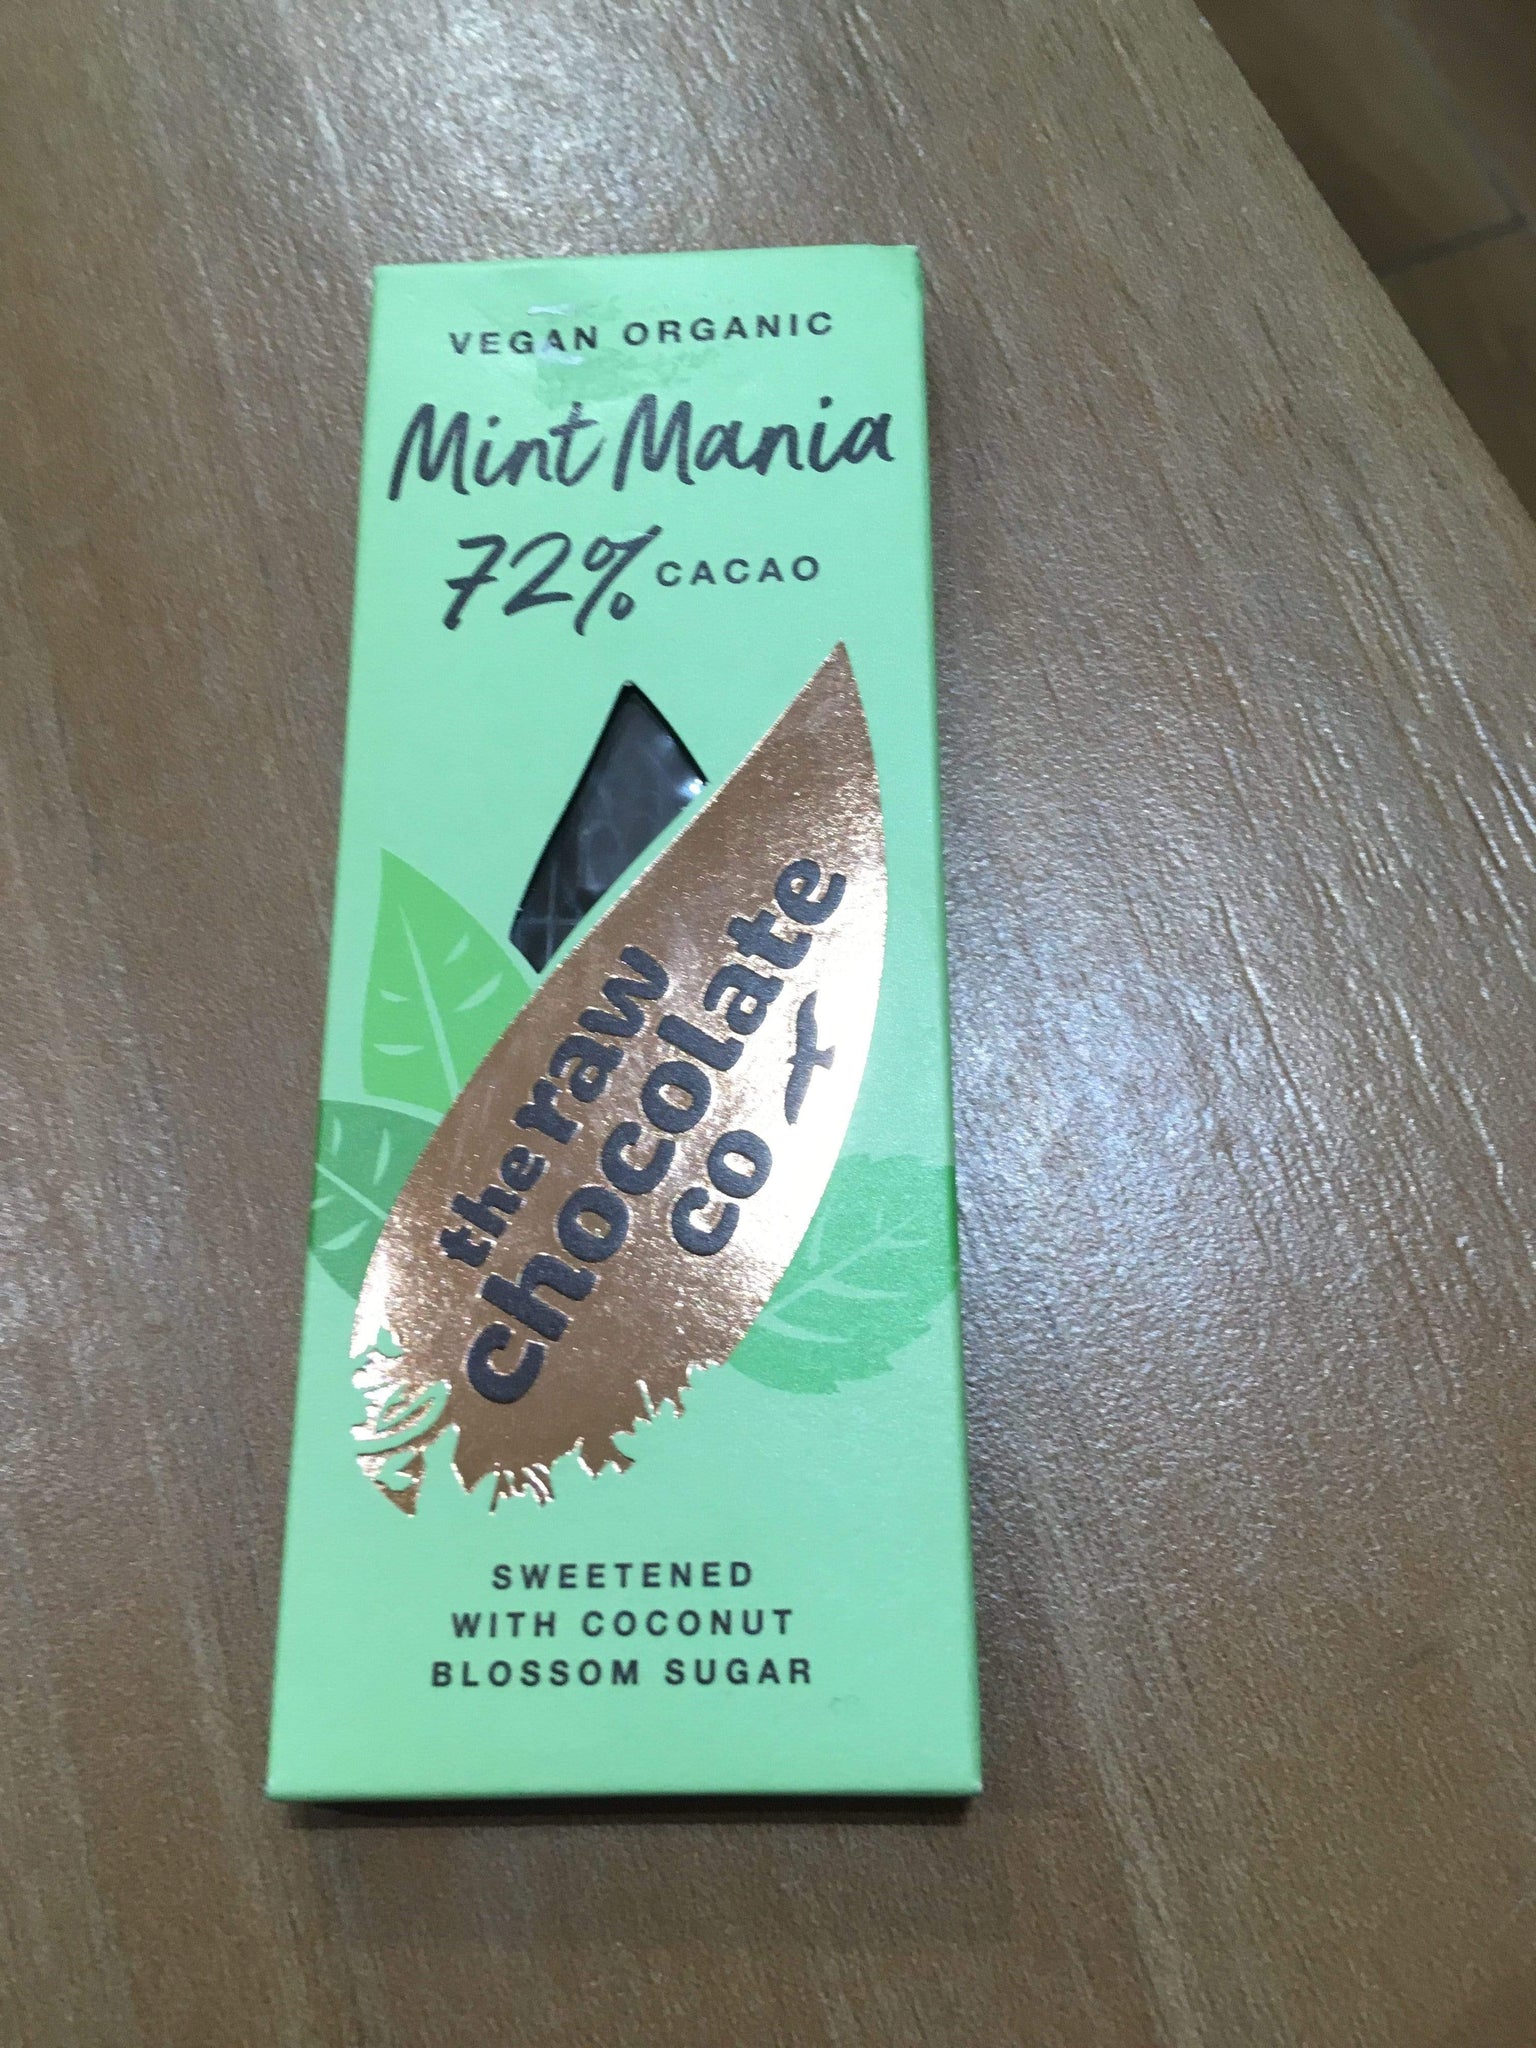 VEGAN ORGANIC
Mint Mania
72% CACAO
the raw
chocolate
co
SWEETENED
WITH COCONUT
BLOSSOM SUGAR